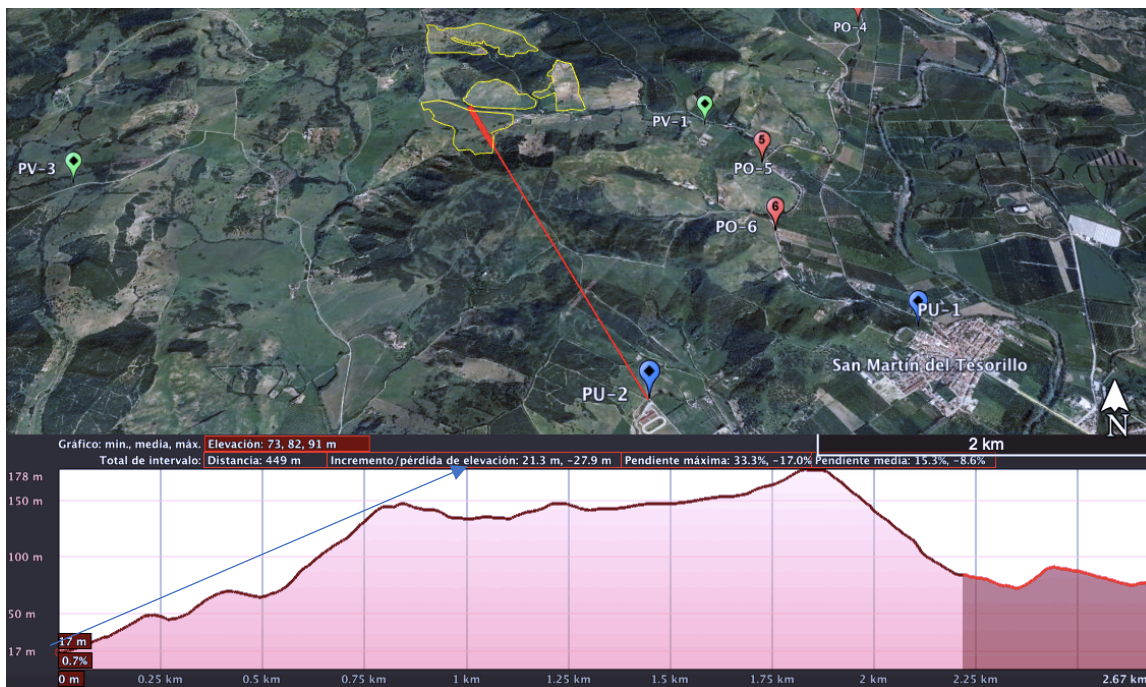 PO-4
PV-1
5
PO-5
PV-3
6
PO-6
PU-1
San Martín del Tesorillo
PU-2
N
2 km
Gráfico: min., media, máx. Elevación: 73, 82, 91 m
Total de intervalo: Distancia: 449 m Incremento/pérdida de elevación: 21.3 m, -27.9 m Pendiente máxima: 33.3%, -17.0% Pendiente media: 15.3%, -8.6%
178 m
150 m
100 m
50 m
17 m
17 m
0.7%
0 m 0.25 km 0.5 km 0.75 km 1 km 1.25 km 1.5 km 1.75 km 2 km 2.25 km 2.67 km